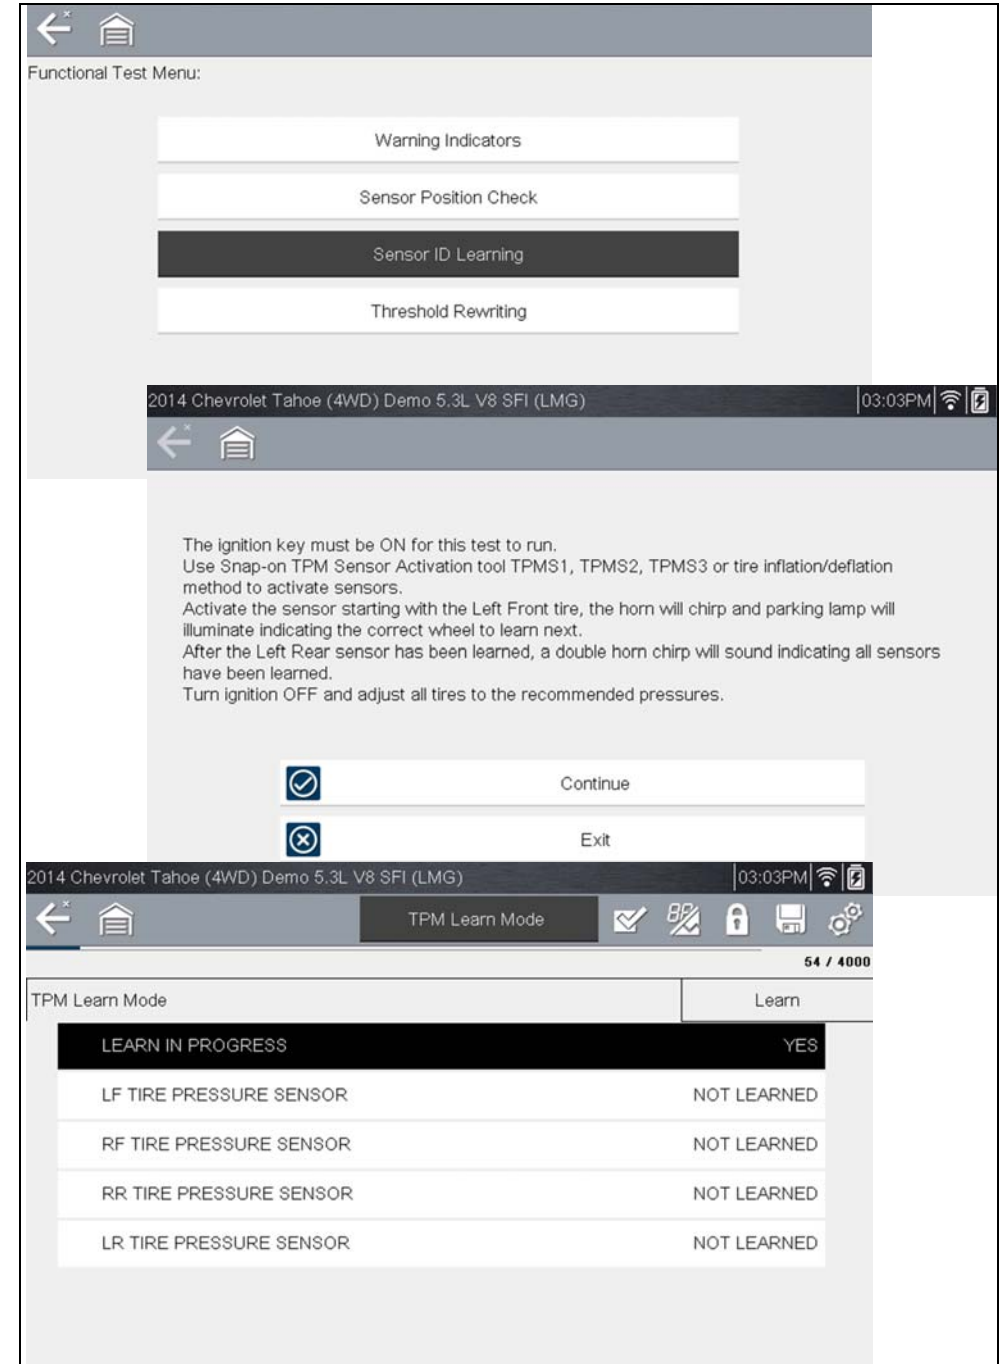 Functional Test Menu:
Warning Indicators
Sensor Position Check
Sensor ID Learning
Threshold Rewriting
2014 Chevrolet Tahoe (4WD) Demo 5.3L V8 SFI (LMG) 03:03PM
The ignition key must be ON for this test to run.
Use Snap-on TPM Sensor Activation tool TPMS1, TPMS2, TPMS3 or tire inflation/deflation
method to activate sensors.
Activate the sensor starting with the Left Front tire, the horn will chirp and parking lamp will
illuminate indicating the correct wheel to learn next.
After the Left Rear sensor has been learned, a double horn chirp will sound indicating all sensors
have been learned.
Turn ignition OFF and adjust all tires to the recommended pressures.
Continue
Exit
2014 Chevrolet Tahoe (4WD) Demo 5.3L V8 SFI (LMG) 03:03PM
TPM Learn Mode
54 / 4000
TPM Learn Mode Learn
LEARN IN PROGRESS YES
LF TIRE PRESSURE SENSOR NOT LEARNED
RF TIRE PRESSURE SENSOR NOT LEARNED
RR TIRE PRESSURE SENSOR NOT LEARNED
LR TIRE PRESSURE SENSOR NOT LEARNED